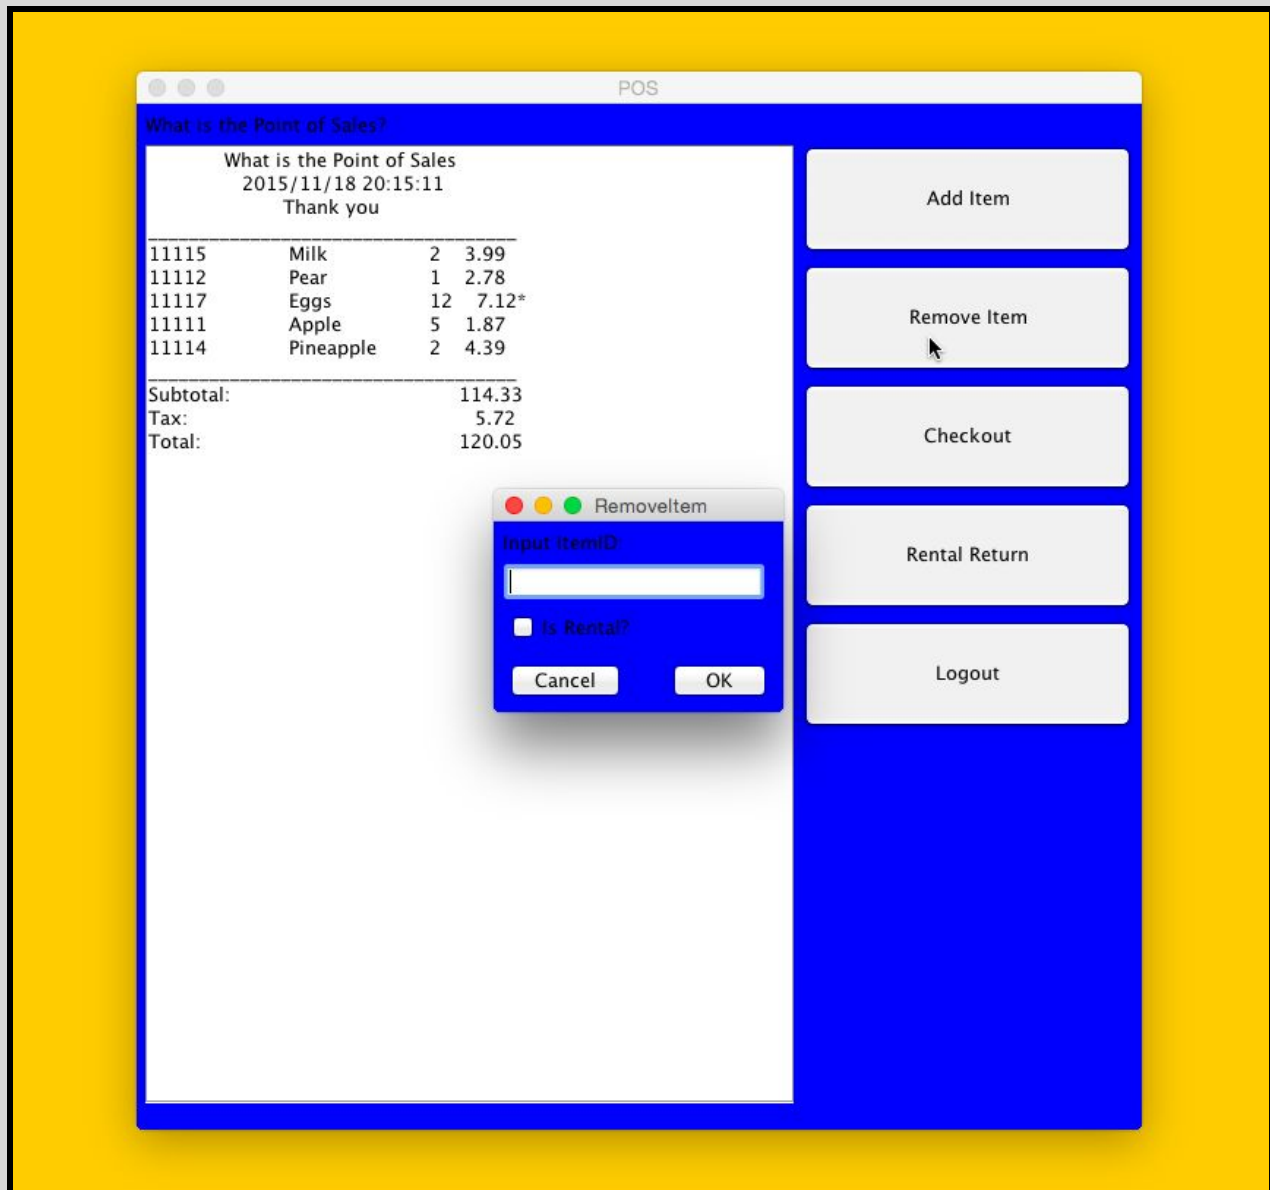 POS
What is the Point of Sales?
What is the Point of Sales
2015/11/18 20:15:11
Thank you
11115 Milk 2 3.99
11112 Pear 1 2.78
11117 Eggs 12 7.12*
11111 Apple 5 1.87
11114 Pineapple 2 4.39
Subtotal: 114.33
Tax: 5.72
Total: 120.05
Add Item
Remove Item
Checkout
Rental Return
Logout
RemoveItem
Input ItemID:
Is Rental?
Cancel OK